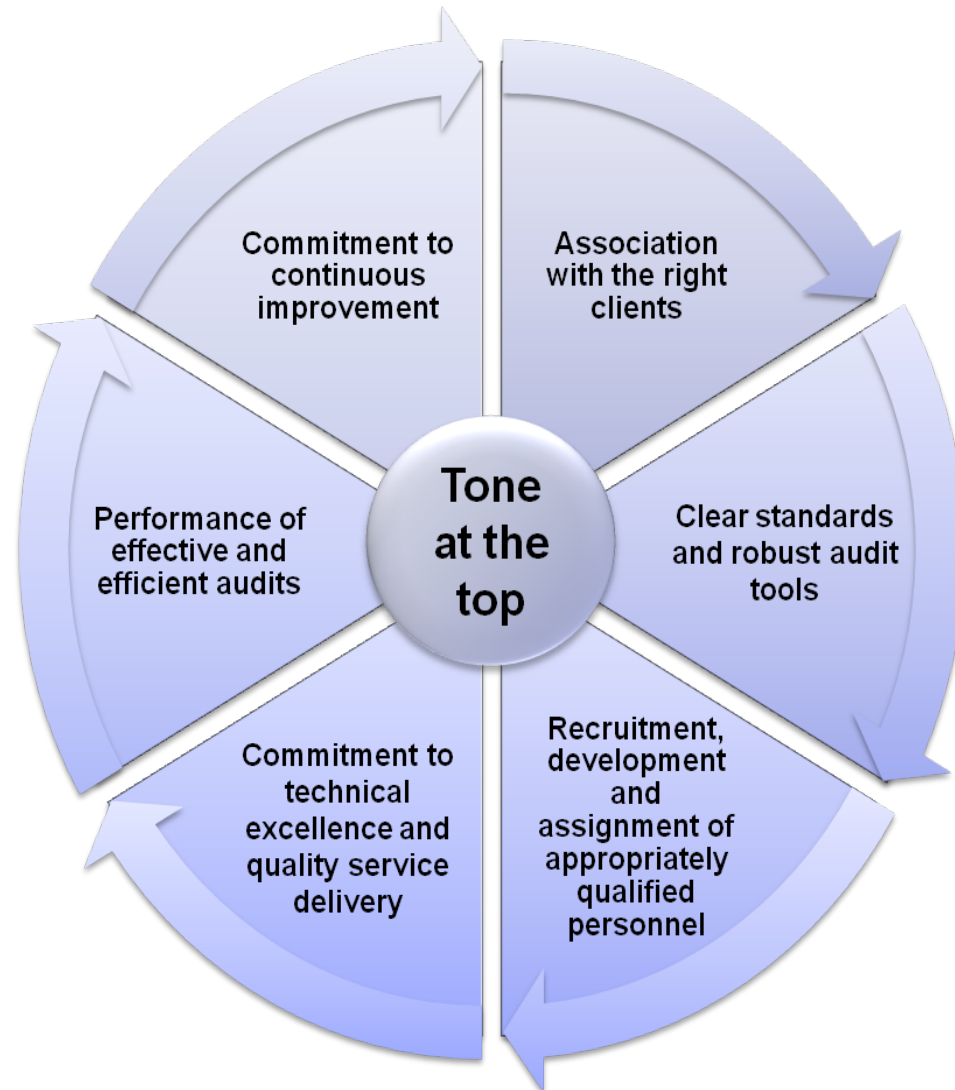 Commitment to
continuous
improvement
Association
with the right
clients
Tone
at the
top
Performance of
effective and
efficient audits
Clear standards
and robust audit
tools
Commitment to
technical
excellence and
quality service
delivery
Recruitment,
development
and
assignment of
appropriately
qualified
personnel